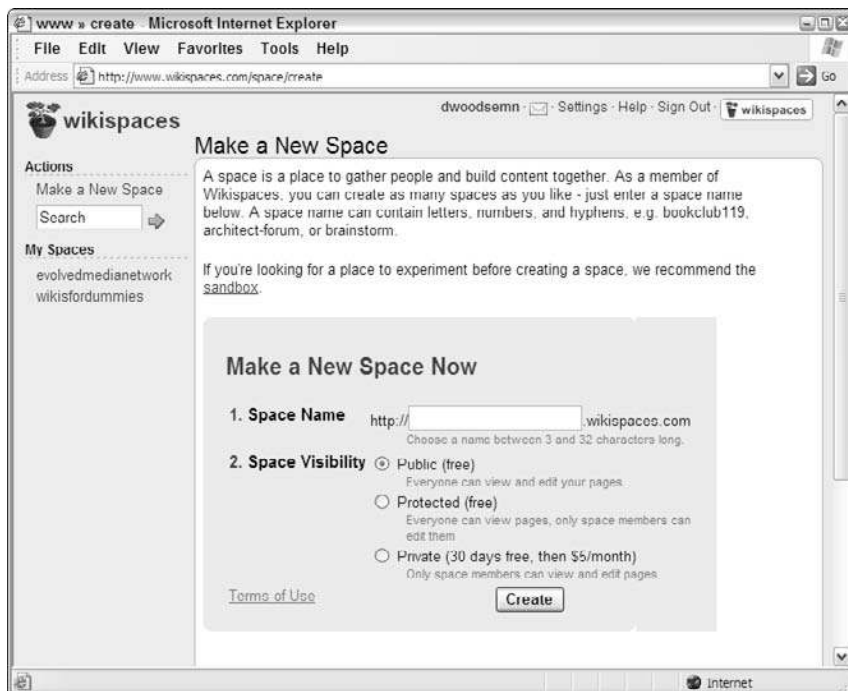 www » create - Microsoft Internet Explorer
File Edit View Favorites Tools Help
Address http://www.wikispaces.com/space/create Go
dwoodsemn · Settings · Help · Sign Out · wikispaces
wikispaces
Make a New Space
Actions
Make a New Space
Search
My Spaces
evolvedmedianetwork
wikisfordummies
A space is a place to gather people and build content together. As a member of
Wikispaces, you can create as many spaces as you like - just enter a space name
below. A space name can contain letters, numbers, and hyphens, e.g. bookclub119,
architect-forum, or brainstorm.
If you're looking for a place to experiment before creating a space, we recommend the
sandbox.
Make a New Space Now
1. Space Name http:// .wikispaces.com
Choose a name between 3 and 32 characters long.
2. Space Visibility Public (free)
Everyone can view and edit your pages.
Protected (free)
Everyone can view pages, only space members can
edit them
Private (30 days free, then $5/month)
Only space members can view and edit pages
Terms of Use Create
Internet